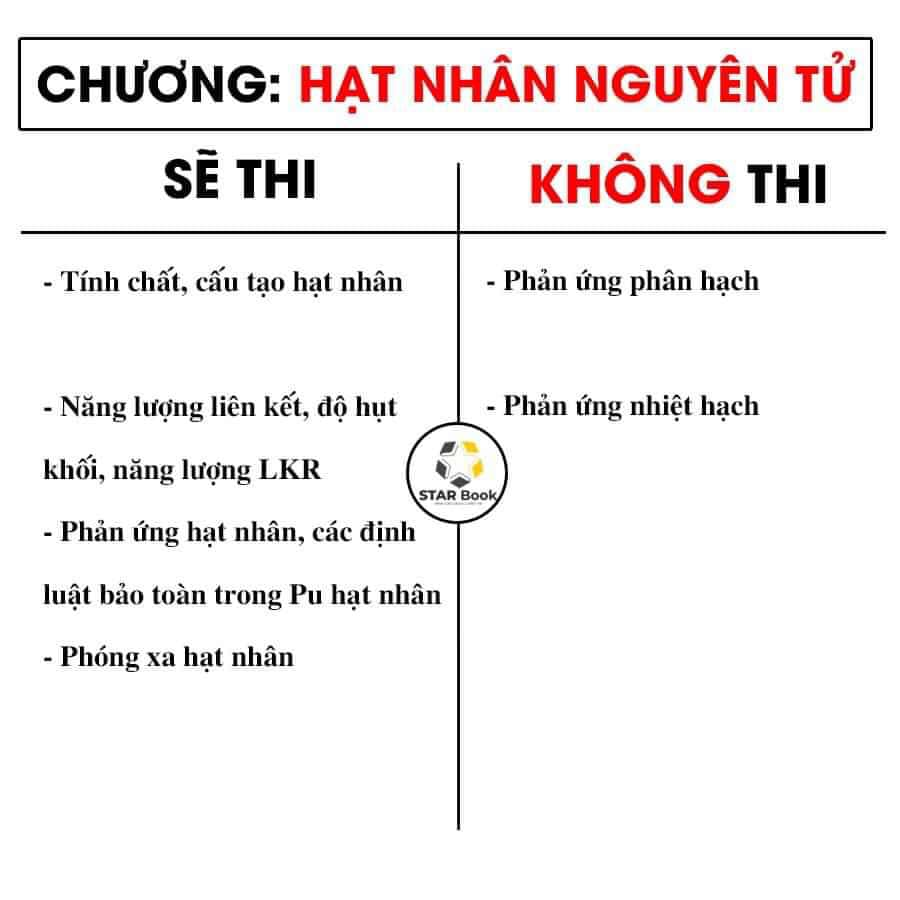 CHƯƠNG: HẠT NHÂN NGUYÊN TỬ
SẼ THI
KHÔNG THI
- Tính chất, cấu tạo hạt nhân
- Năng lượng liên kết, độ hụt
khối, năng lượng LKR
- Phản ứng hạt nhân, các định
luật bảo toàn trong Pu hạt nhân
- Phóng xa hạt nhân
- Phản ứng phân hạch
- Phản ứng nhiệt hạch
STAR Book